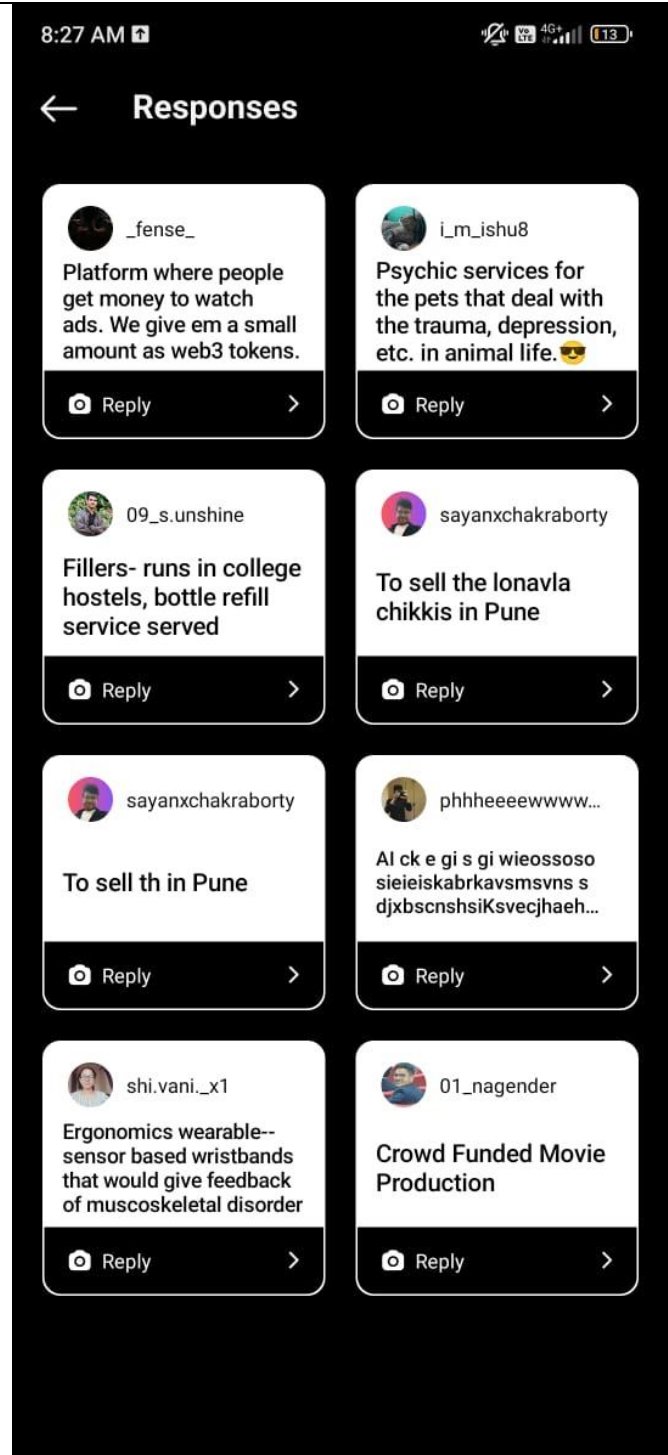 8:27 AM
Vo LTE 4G+ 13
Responses
_fense_
Platform where people
get money to watch
ads. We give em a small
amount as web3 tokens.
Reply
i_m_ishu8
Psychic services for
the pets that deal with
the trauma, depression,
etc. in animal life.😎
Reply
09_s.unshine
Fillers- runs in college
hostels, bottle refill
service served
Reply
sayanxchakraborty
To sell the lonavla
chikkis in Pune
Reply
sayanxchakraborty
To sell th in Pune
Reply
phhheeeewwww...
AI ck e gi s gi wieossoso
sieieiskabrkavsmsvns s
djxbscnshsiKsvecjhaeh...
Reply
shi.vani._x1
Ergonomics wearable--
sensor based wristbands
that would give feedback
of muscoskeletal disorder
Reply
01_nagender
Crowd Funded Movie
Production
Reply